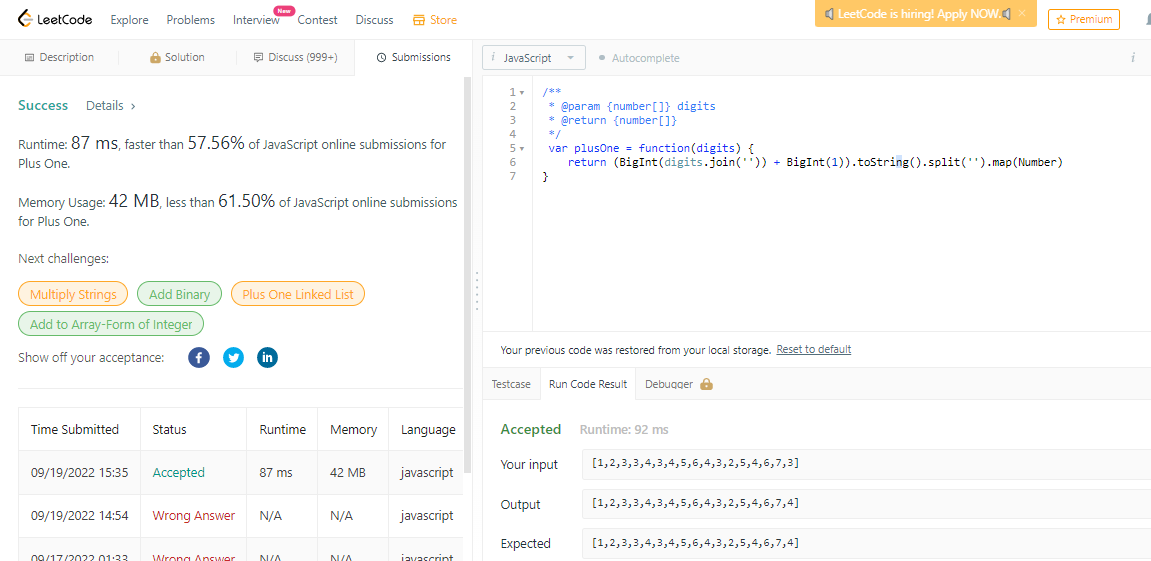 LeetCode Explore Problems Interview New Contest Discuss Store LeetCode is hiring! Apply NOW. × Premium
Description Solution Discuss (999+) Submissions
i JavaScript Autocomplete i
Success Details ›
Runtime: 87 ms, faster than 57.56% of JavaScript online submissions for
Plus One.
Memory Usage: 42 MB, less than 61.50% of JavaScript online submissions
for Plus One.
Next challenges:
Multiply Strings Add Binary Plus One Linked List
Add to Array-Form of Integer
Show off your acceptance: f in
Time Submitted Status Runtime Memory Language
09/19/2022 15:35 Accepted 87 ms 42 MB javascript
09/19/2022 14:54 Wrong Answer N/A N/A javascript
09/17/2022 01:33 Wrong Answer N/A N/A javascript
1 /**
2 * @param {number[]} digits
3 * @return {number[]}
4 */
5 var plusOne = function(digits) {
6 return (BigInt(digits.join('')) + BigInt(1)).toString().split('').map(Number)
7 }
Your previous code was restored from your local storage. Reset to default
Testcase Run Code Result Debugger
Accepted Runtime: 92 ms
Your input [1,2,3,3,4,3,4,5,6,4,3,2,5,4,6,7,3]
Output [1,2,3,3,4,3,4,5,6,4,3,2,5,4,6,7,4]
Expected [1,2,3,3,4,3,4,5,6,4,3,2,5,4,6,7,4]